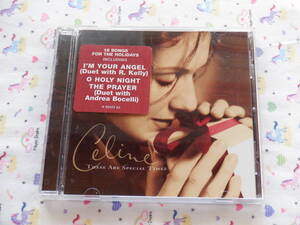 16 SONGS
FOR THE HOLIDAYS
INCLUDING
I'M YOUR ANGEL
(Duet with R. Kelly)
O HOLY NIGHT
THE PRAYER
(Duet with
Andrea Bocelli)
Celine
THESE ARE SPECIAL TIMES